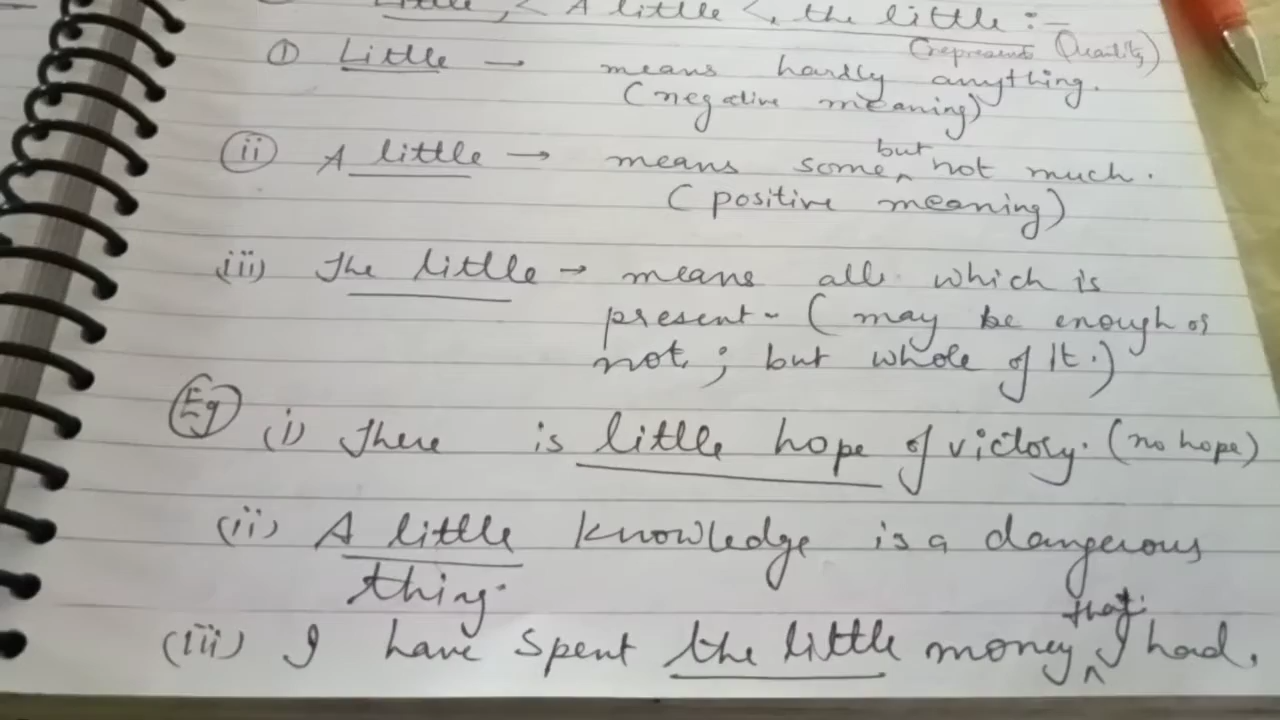 Little, < A little <, the little :-
(represents Quality)
(i) Little → means hardly anything.
(negative meaning)
(ii) A little → means some but not much.
(positive meaning)
(iii) The little → means all which is
present - (may be enough or
not ; but whole of It.)
Eg (i) There is little hope of victory. (no hope)
(ii) A little knowledge is a dangerous
thing.
(iii) I have spent the little money that I had.